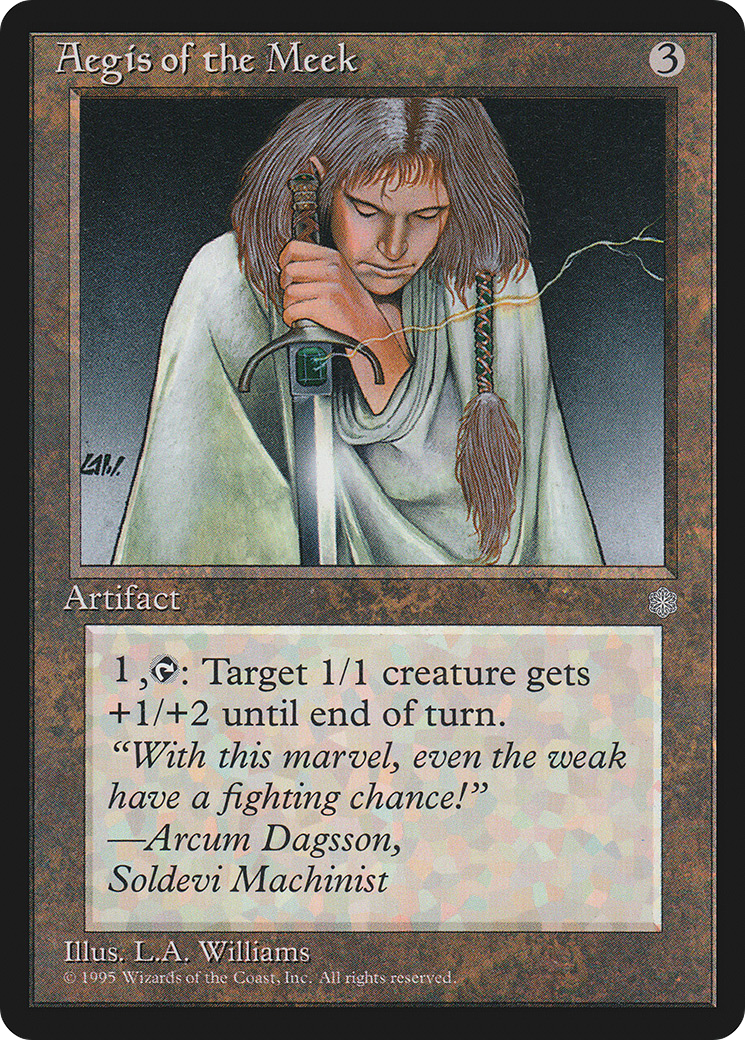 Aegis of the Meek 3
LAW.
Artifact
1,: Target 1/1 creature gets
+1/+2 until end of turn.
“With this marvel, even the weak
have a fighting chance!”
—Arcum Dagsson,
Soldevi Machinist
Illus. L.A. Williams
© 1995 Wizards of the Coast, Inc. All rights reserved.